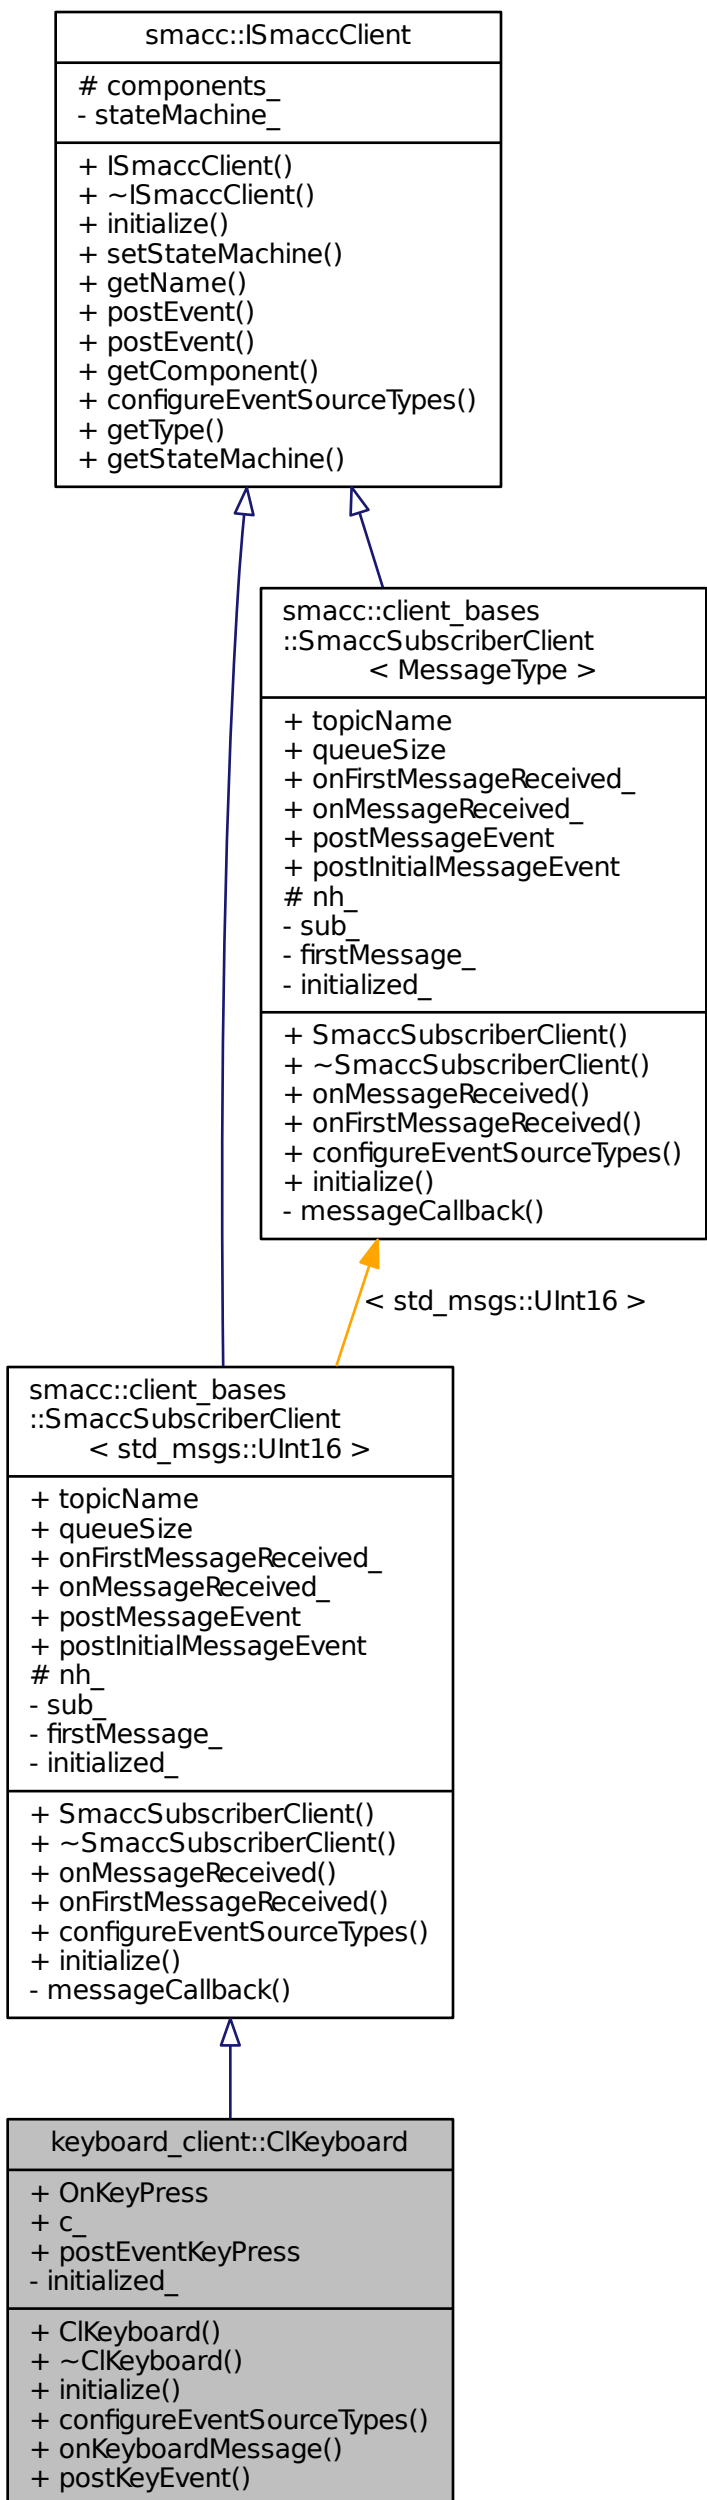 smacc::ISmaccClient
# components_
- stateMachine_
+ ISmaccClient()
+ ~ISmaccClient()
+ initialize()
+ setStateMachine()
+ getName()
+ postEvent()
+ postEvent()
+ getComponent()
+ configureEventSourceTypes()
+ getType()
+ getStateMachine()
smacc::client_bases
::SmaccSubscriberClient
< MessageType >
+ topicName
+ queueSize
+ onFirstMessageReceived_
+ onMessageReceived_
+ postMessageEvent
+ postInitialMessageEvent
# nh_
- sub_
- firstMessage_
- initialized_
+ SmaccSubscriberClient()
+ ~SmaccSubscriberClient()
+ onMessageReceived()
+ onFirstMessageReceived()
+ configureEventSourceTypes()
+ initialize()
- messageCallback()
< std_msgs::UInt16 >
smacc::client_bases
::SmaccSubscriberClient
< std_msgs::UInt16 >
+ topicName
+ queueSize
+ onFirstMessageReceived_
+ onMessageReceived_
+ postMessageEvent
+ postInitialMessageEvent
# nh_
- sub_
- firstMessage_
- initialized_
+ SmaccSubscriberClient()
+ ~SmaccSubscriberClient()
+ onMessageReceived()
+ onFirstMessageReceived()
+ configureEventSourceTypes()
+ initialize()
- messageCallback()
keyboard_client::ClKeyboard
+ OnKeyPress
+ c_
+ postEventKeyPress
- initialized_
+ ClKeyboard()
+ ~ClKeyboard()
+ initialize()
+ configureEventSourceTypes()
+ onKeyboardMessage()
+ postKeyEvent()